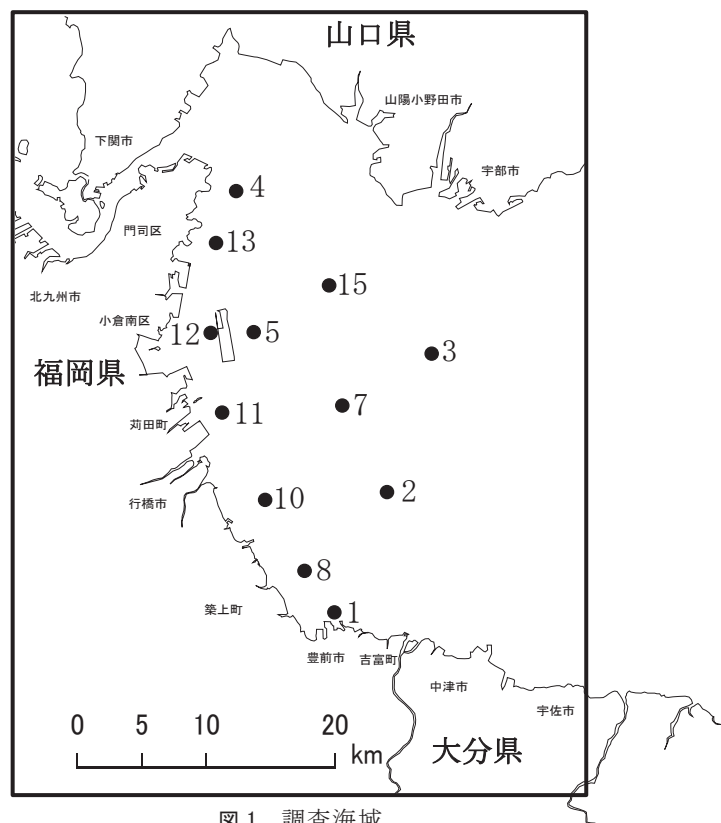 山口県
山陽小野田市
下関市
宇部市
4
門司区
13
15
北九州市
小倉南区
12
5
3
福岡県
7
11
苅田町
2
行橋市
10
8
築上町
1
豊前市
吉富町
中津市
宇佐市
0 5 10 20
km
大分県
図1 調査海域